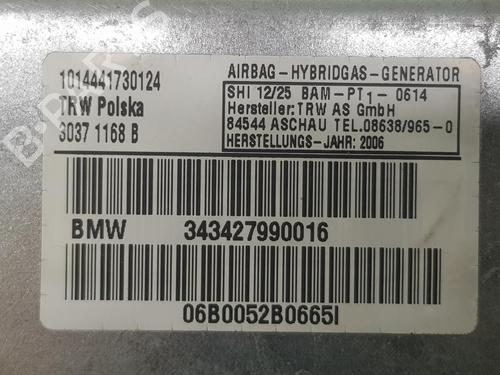 1014441730124
TRW Polska
3037 1168 B
AIRBAG-HYBRIDGAS-GENERATOR
SHI 12/25 BAM-PT1-0614
Hersteller: TRW AS GmbH
84544 ASCHAU TEL.08638/965-0
HERSTELLUNGS-JAHR: 2006
BMW 343427990016
06B0052B0665I
B-PARTS